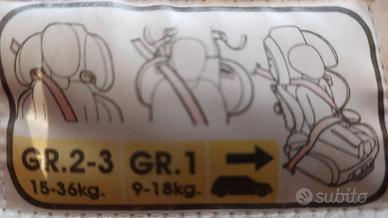 GR.2-3 GR.1
15-36kg. 9-18kg.
subito